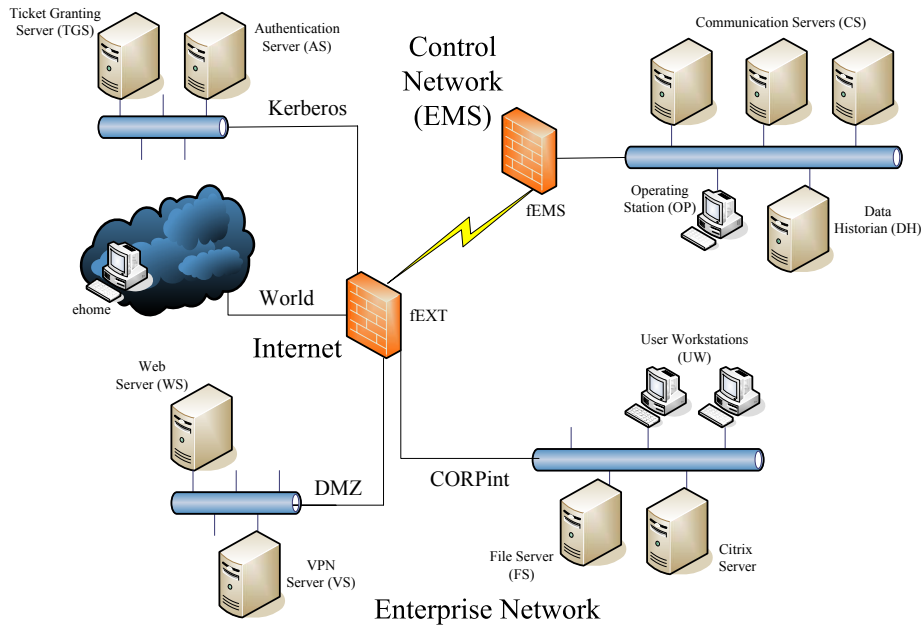 Ticket Granting
Server (TGS)
Authentication
Server (AS)
Kerberos
Control
Network
(EMS)
Communication Servers (CS)
fEMS
Operating
Station (OP)
Data
Historian (DH)
ehome
World
Internet
fEXT
Web
Server (WS)
DMZ
VPN
Server (VS)
User Workstations
(UW)
CORPint
File Server
(FS)
Citrix
Server
Enterprise Network